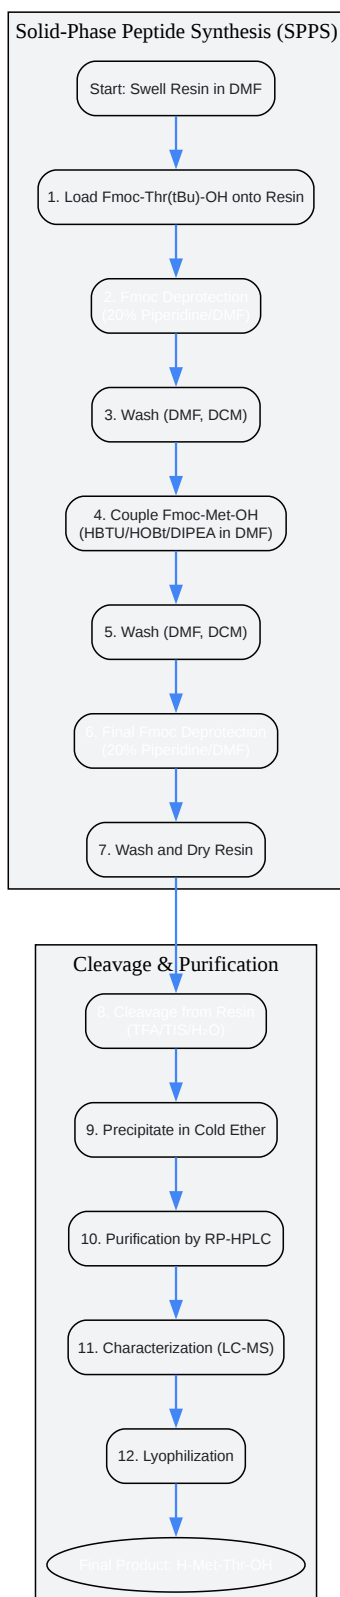 Solid-Phase Peptide Synthesis (SPPS)
Start: Swell Resin in DMF
1. Load Fmoc-Thr(tBu)-OH onto Resin
2. Fmoc Deprotection
(20% Piperidine/DMF)
3. Wash (DMF, DCM)
4. Couple Fmoc-Met-OH
(HBTU/HOBt/DIPEA in DMF)
5. Wash (DMF, DCM)
6. Final Fmoc Deprotection
(20% Piperidine/DMF)
7. Wash and Dry Resin
Cleavage & Purification
8. Cleavage from Resin
(TFA/TIS/H₂O)
9. Precipitate in Cold Ether
10. Purification by RP-HPLC
11. Characterization (LC-MS)
12. Lyophilization
Final Product: H-Met-Thr-OH